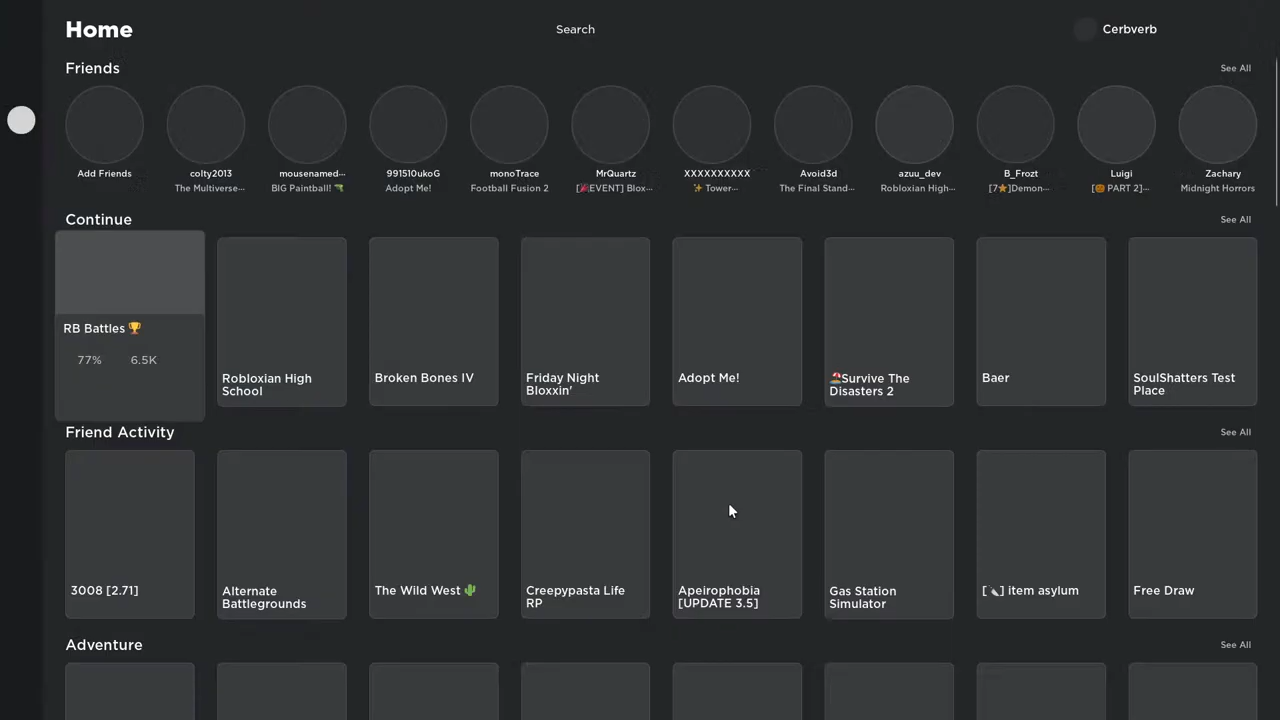 Home
Search
Cerbverb
Friends
See All
Add Friends
colty2013
The Multiverse...
mousenamed...
BIG Paintball! 🔫
991510ukoG
Adopt Me!
monoTrace
Football Fusion 2
MrQuartz
[🎉EVENT] Blox...
XXXXXXXXXX
✨ Tower...
Avoid3d
The Final Stand...
azuu_dev
Robloxian High...
B_Frozt
[7⭐]Demon...
Luigi
[🎃 PART 2]...
Zachary
Midnight Horrors
Continue
See All
RB Battles 🏆
77% 6.5K
Robloxian High
School
Broken Bones IV
Friday Night
Bloxxin'
Adopt Me!
🏖️Survive The
Disasters 2
Baer
SoulShatters Test
Place
Friend Activity
See All
3008 [2.71]
Alternate
Battlegrounds
The Wild West 🌵
Creepypasta Life
RP
Apeirophobia
[UPDATE 3.5]
Gas Station
Simulator
[🔪] item asylum
Free Draw
Adventure
See All